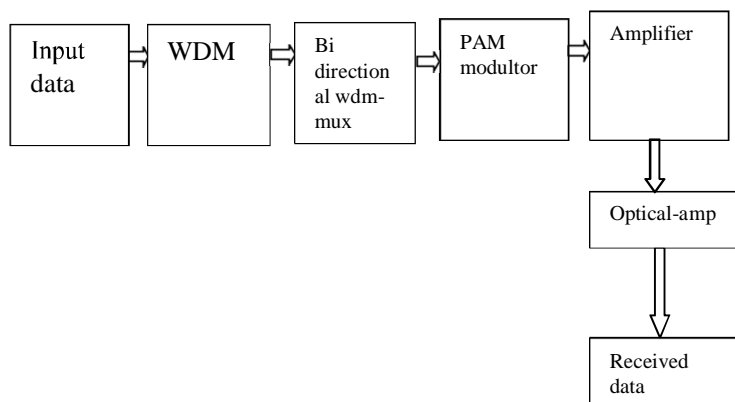 Input
data
WDM
Bi
direction
al wdm-
mux
PAM
modultor
Amplifier
Optical-amp
Received
data